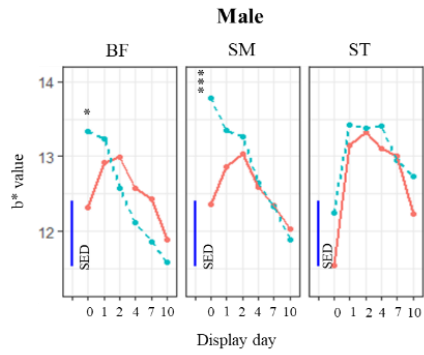 Male
BF SM ST
14
13
12
b* value
*
***
SED SED SED
0 1 2 4 7 10 0 1 2 4 7 10 0 1 2 4 7 10
Display day